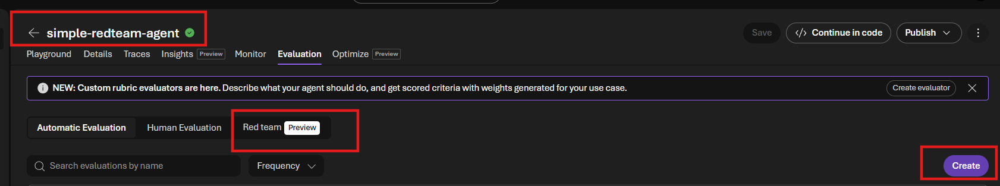 simple-redteam-agent
Save
Continue in code
Publish
Playground Details Traces Insights Preview Monitor Evaluation Optimize Preview
NEW: Custom rubric evaluators are here. Describe what your agent should do, and get scored criteria with weights generated for your use case.
Create evaluator
Automatic Evaluation Human Evaluation Red team Preview
Search evaluations by name
Frequency
Create